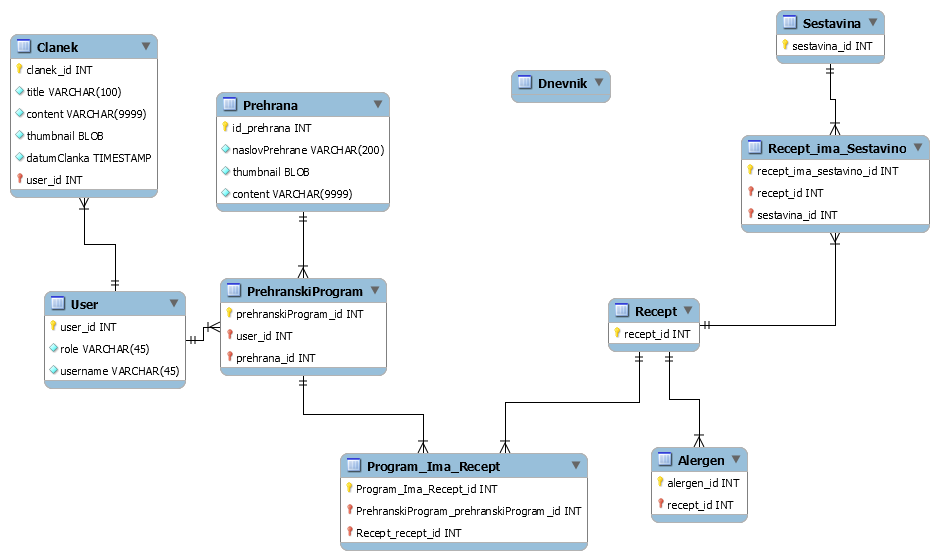 Clanek
clanek_id INT
title VARCHAR(100)
content VARCHAR(9999)
thumbnail BLOB
datumClanka TIMESTAMP
user_id INT
Prehrana
id_prehrana INT
naslovPrehrane VARCHAR(200)
thumbnail BLOB
content VARCHAR(9999)
Dnevnik
Sestavina
sestavina_id INT
Recept_ima_Sestavino
recept_ima_sestavino_id INT
recept_id INT
sestavina_id INT
User
user_id INT
role VARCHAR(45)
username VARCHAR(45)
PrehranskiProgram
prehranskiProgram_id INT
user_id INT
prehrana_id INT
Recept
recept_id INT
Program_Ima_Recept
Program_Ima_Recept_id INT
PrehranskiProgram_prehranskiProgram_id INT
Recept_recept_id INT
Alergen
alergen_id INT
recept_id INT